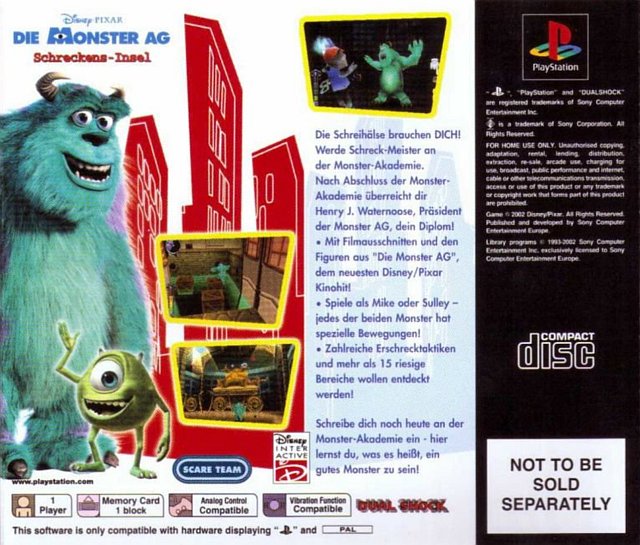 Disney·PIXAR
DIE MONSTER AG
Schreckens-Insel
Die Schreihälse brauchen DICH!
Werde Schreck-Meister an
der Monster-Akademie.
Nach Abschluss der Monster-
Akademie überreicht dir
Henry J. Waternoose, Präsident
der Monster AG, dein Diplom!
• Mit Filmausschnitten und den
Figuren aus "Die Monster AG",
dem neuesten Disney/Pixar
Kinohit!
• Spiele als Mike oder Sulley –
jedes der beiden Monster hat
spezielle Bewegungen!
• Zahlreiche Erschrecktaktiken
und mehr als 15 riesige
Bereiche wollen entdeckt
werden!
Schreibe dich noch heute an der
Monster-Akademie ein - hier
lernst du, was es heißt, ein
gutes Monster zu sein!
Disney
INTER
ACTIVE
SCARE TEAM
www.playstation.com
1
Player
Memory Card
1 block
Analog Control
Compatible
Vibration Function
Compatible
DUAL SHOCK
This software is only compatible with hardware displaying " " and PAL
PlayStation
" ", "PlayStation" and "DUALSHOCK"
are registered trademarks of Sony Computer
Entertainment Inc.
is a trademark of Sony Corporation. All
Rights Reserved.
FOR HOME USE ONLY. Unauthorised copying,
adaptation, rental, lending, distribution,
extraction, re-sale, arcade use, charging for
use, broadcast, public performance and internet,
cable or other telecommunications transmission,
access or use of this product or any trademark
or copyright work that forms part of this product
are prohibited.
Game © 2002 Disney/Pixar. All Rights Reserved.
Published and developed by Sony Computer
Entertainment Europe.
Library programs © 1993-2002 Sony Computer
Entertainment Inc. exclusively licensed to Sony
Computer Entertainment Europe.
COMPACT
disc
NOT TO BE
SOLD
SEPARATELY